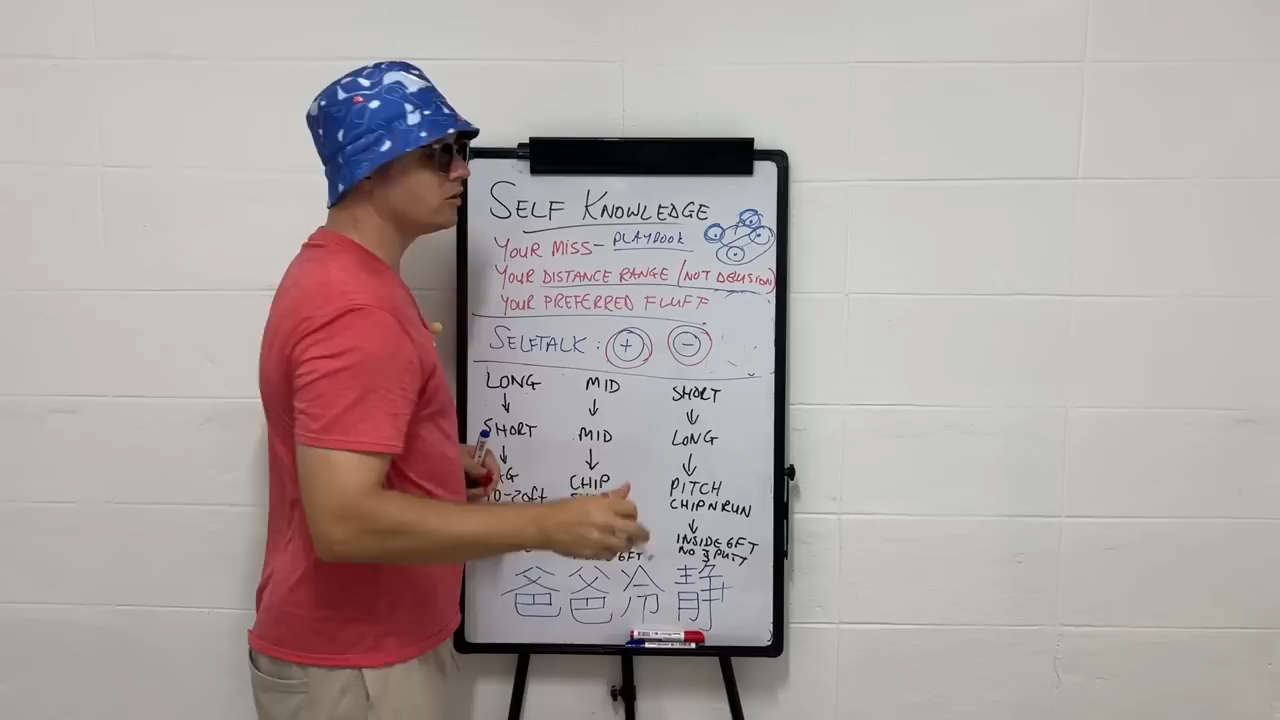 SELF KNOWLEDGE
YOUR MISS - PLAYBOOK
YOUR DISTANCE RANGE (NOT DELUSION)
YOUR PREFERRED FLUFF
SELFTALK: + -
LONG MID SHORT
SHORT MID LONG
CHIP PITCH
CHIPNRUN
INSIDE 6FT
6FT NO 3 PUTT
爸爸冷静